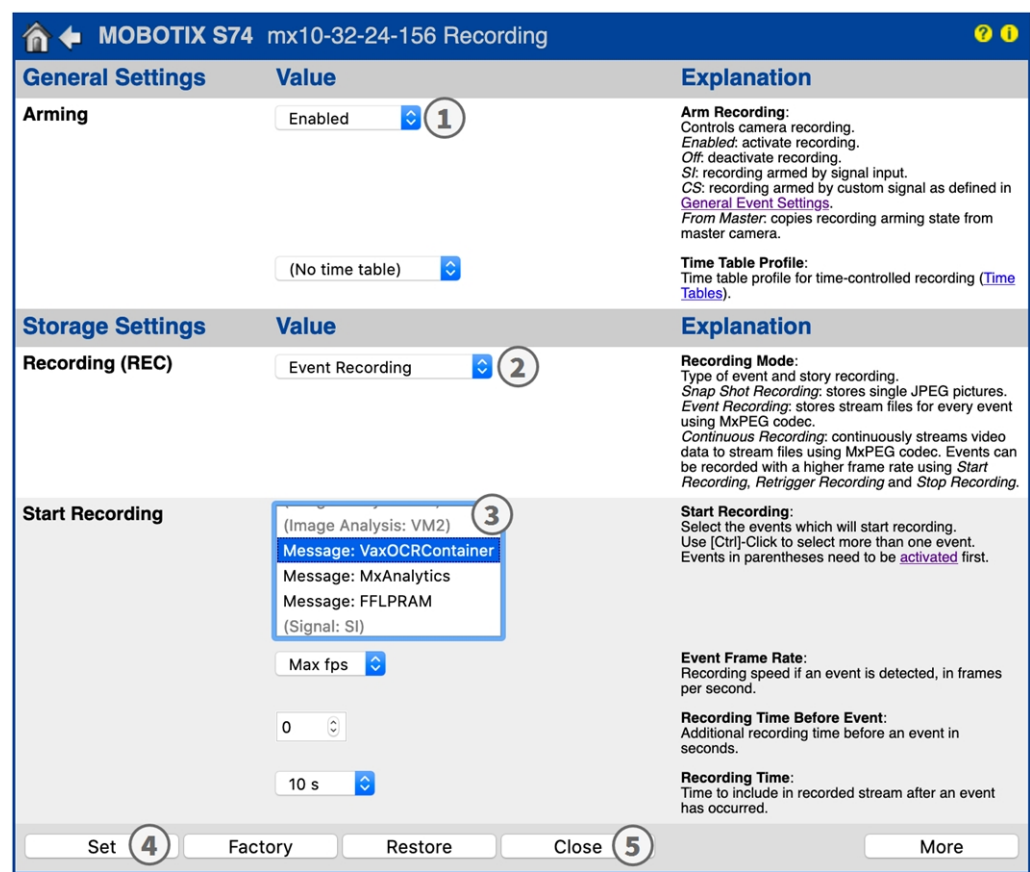 MOBOTIX S74 mx10-32-24-156 Recording
? i
General Settings Value Explanation
Arming
Enabled
1
Arm Recording:
Controls camera recording.
Enabled: activate recording.
Off: deactivate recording.
SI: recording armed by signal input.
CS: recording armed by custom signal as defined in
General Event Settings.
From Master: copies recording arming state from
master camera.
(No time table)
Time Table Profile:
Time table profile for time-controlled recording (Time
Tables).
Storage Settings Value Explanation
Recording (REC)
Event Recording
2
Recording Mode:
Type of event and story recording.
Snap Shot Recording: stores single JPEG pictures.
Event Recording: stores stream files for every event
using MxPEG codec.
Continuous Recording: continuously streams video
data to stream files using MxPEG codec. Events can
be recorded with a higher frame rate using Start
Recording, Retrigger Recording and Stop Recording.
Start Recording
3
(Image Analysis: VM2)
Message: VaxOCRContainer
Message: MxAnalytics
Message: FFLPRAM
(Signal: SI)
Start Recording:
Select the events which will start recording.
Use [Ctrl]-Click to select more than one event.
Events in parentheses need to be activated first.
Max fps
Event Frame Rate:
Recording speed if an event is detected, in frames
per second.
0
Recording Time Before Event:
Additional recording time before an event in
seconds.
10 s
Recording Time:
Time to include in recorded stream after an event
has occurred.
Set 4 Factory Restore Close 5 More